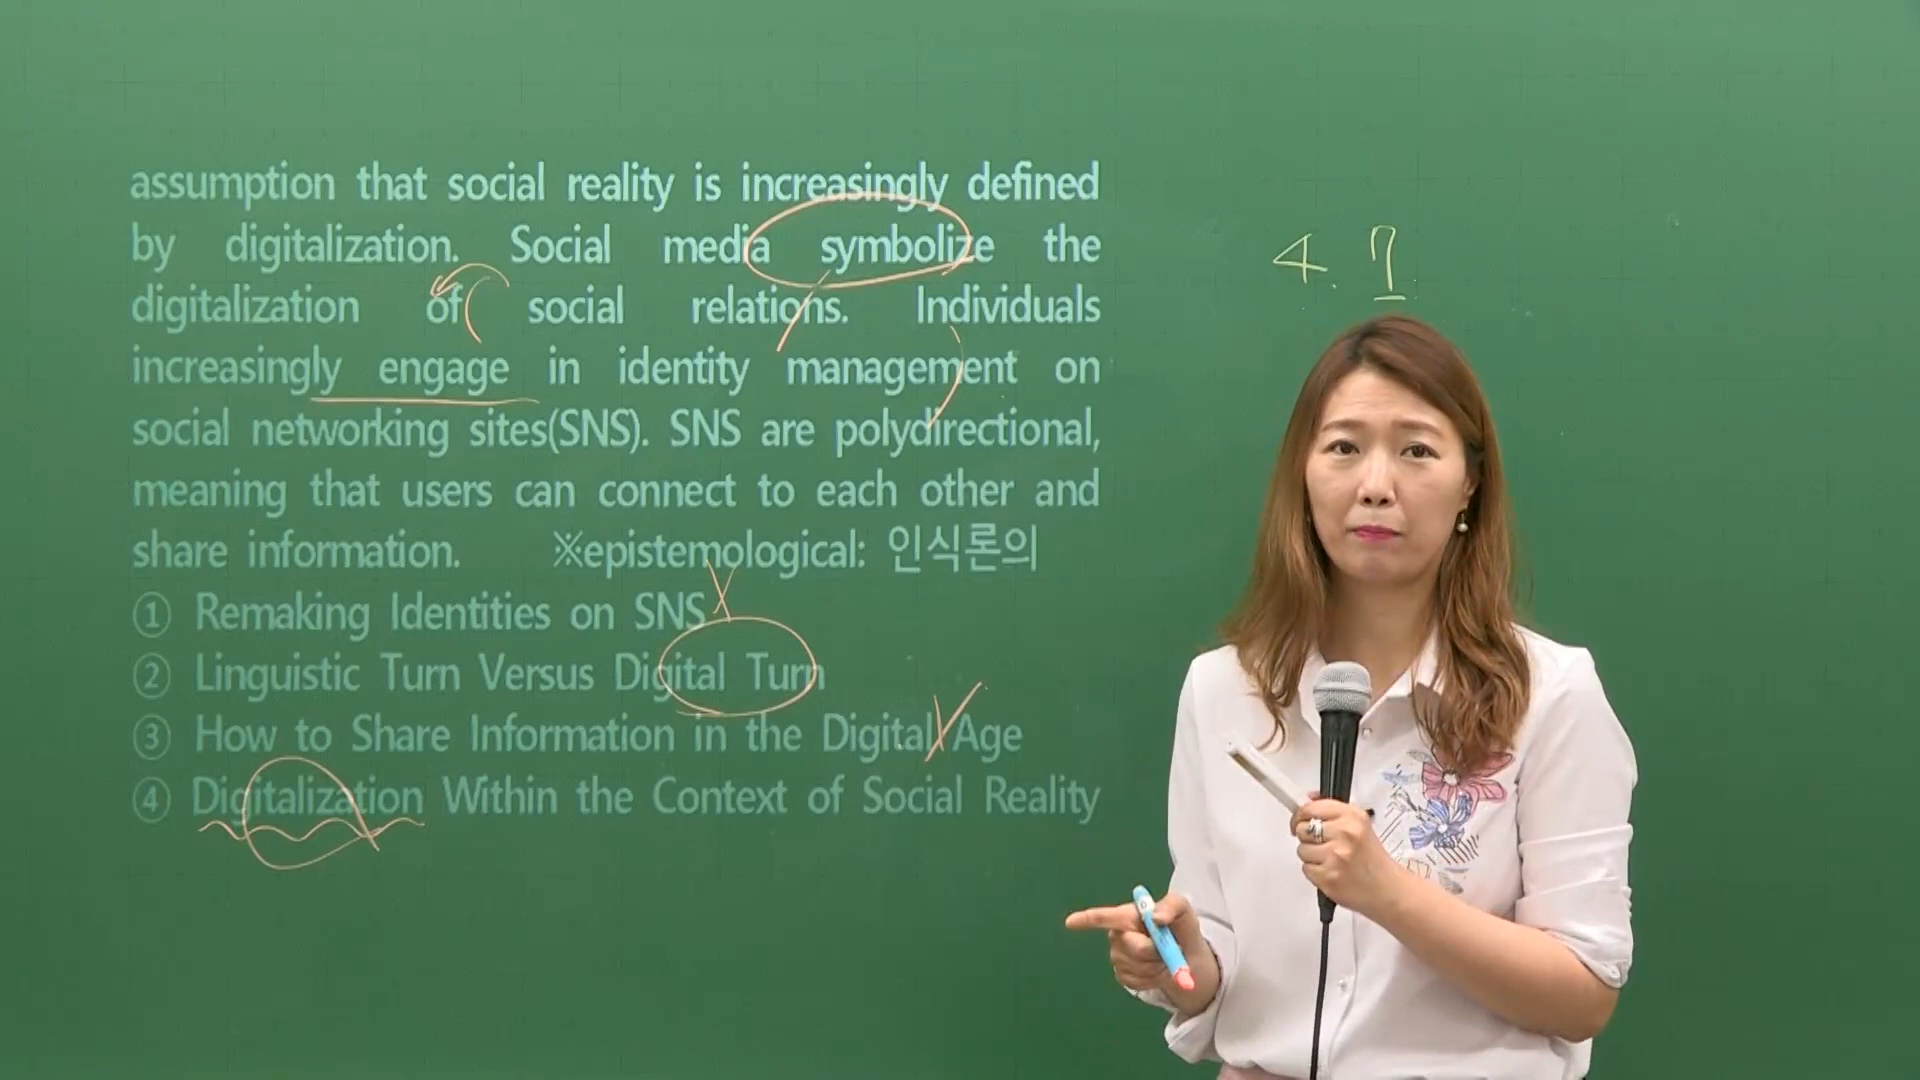 assumption that social reality is increasingly defined
by digitalization. Social media symbolize the
digitalization of social relations. Individuals
increasingly engage in identity management on
social networking sites(SNS). SNS are polydirectional,
meaning that users can connect to each other and
share information. ※epistemological: 인식론의
① Remaking Identities on SNS
② Linguistic Turn Versus Digital Turn
③ How to Share Information in the Digital Age
④ Digitalization Within the Context of Social Reality
4. 7